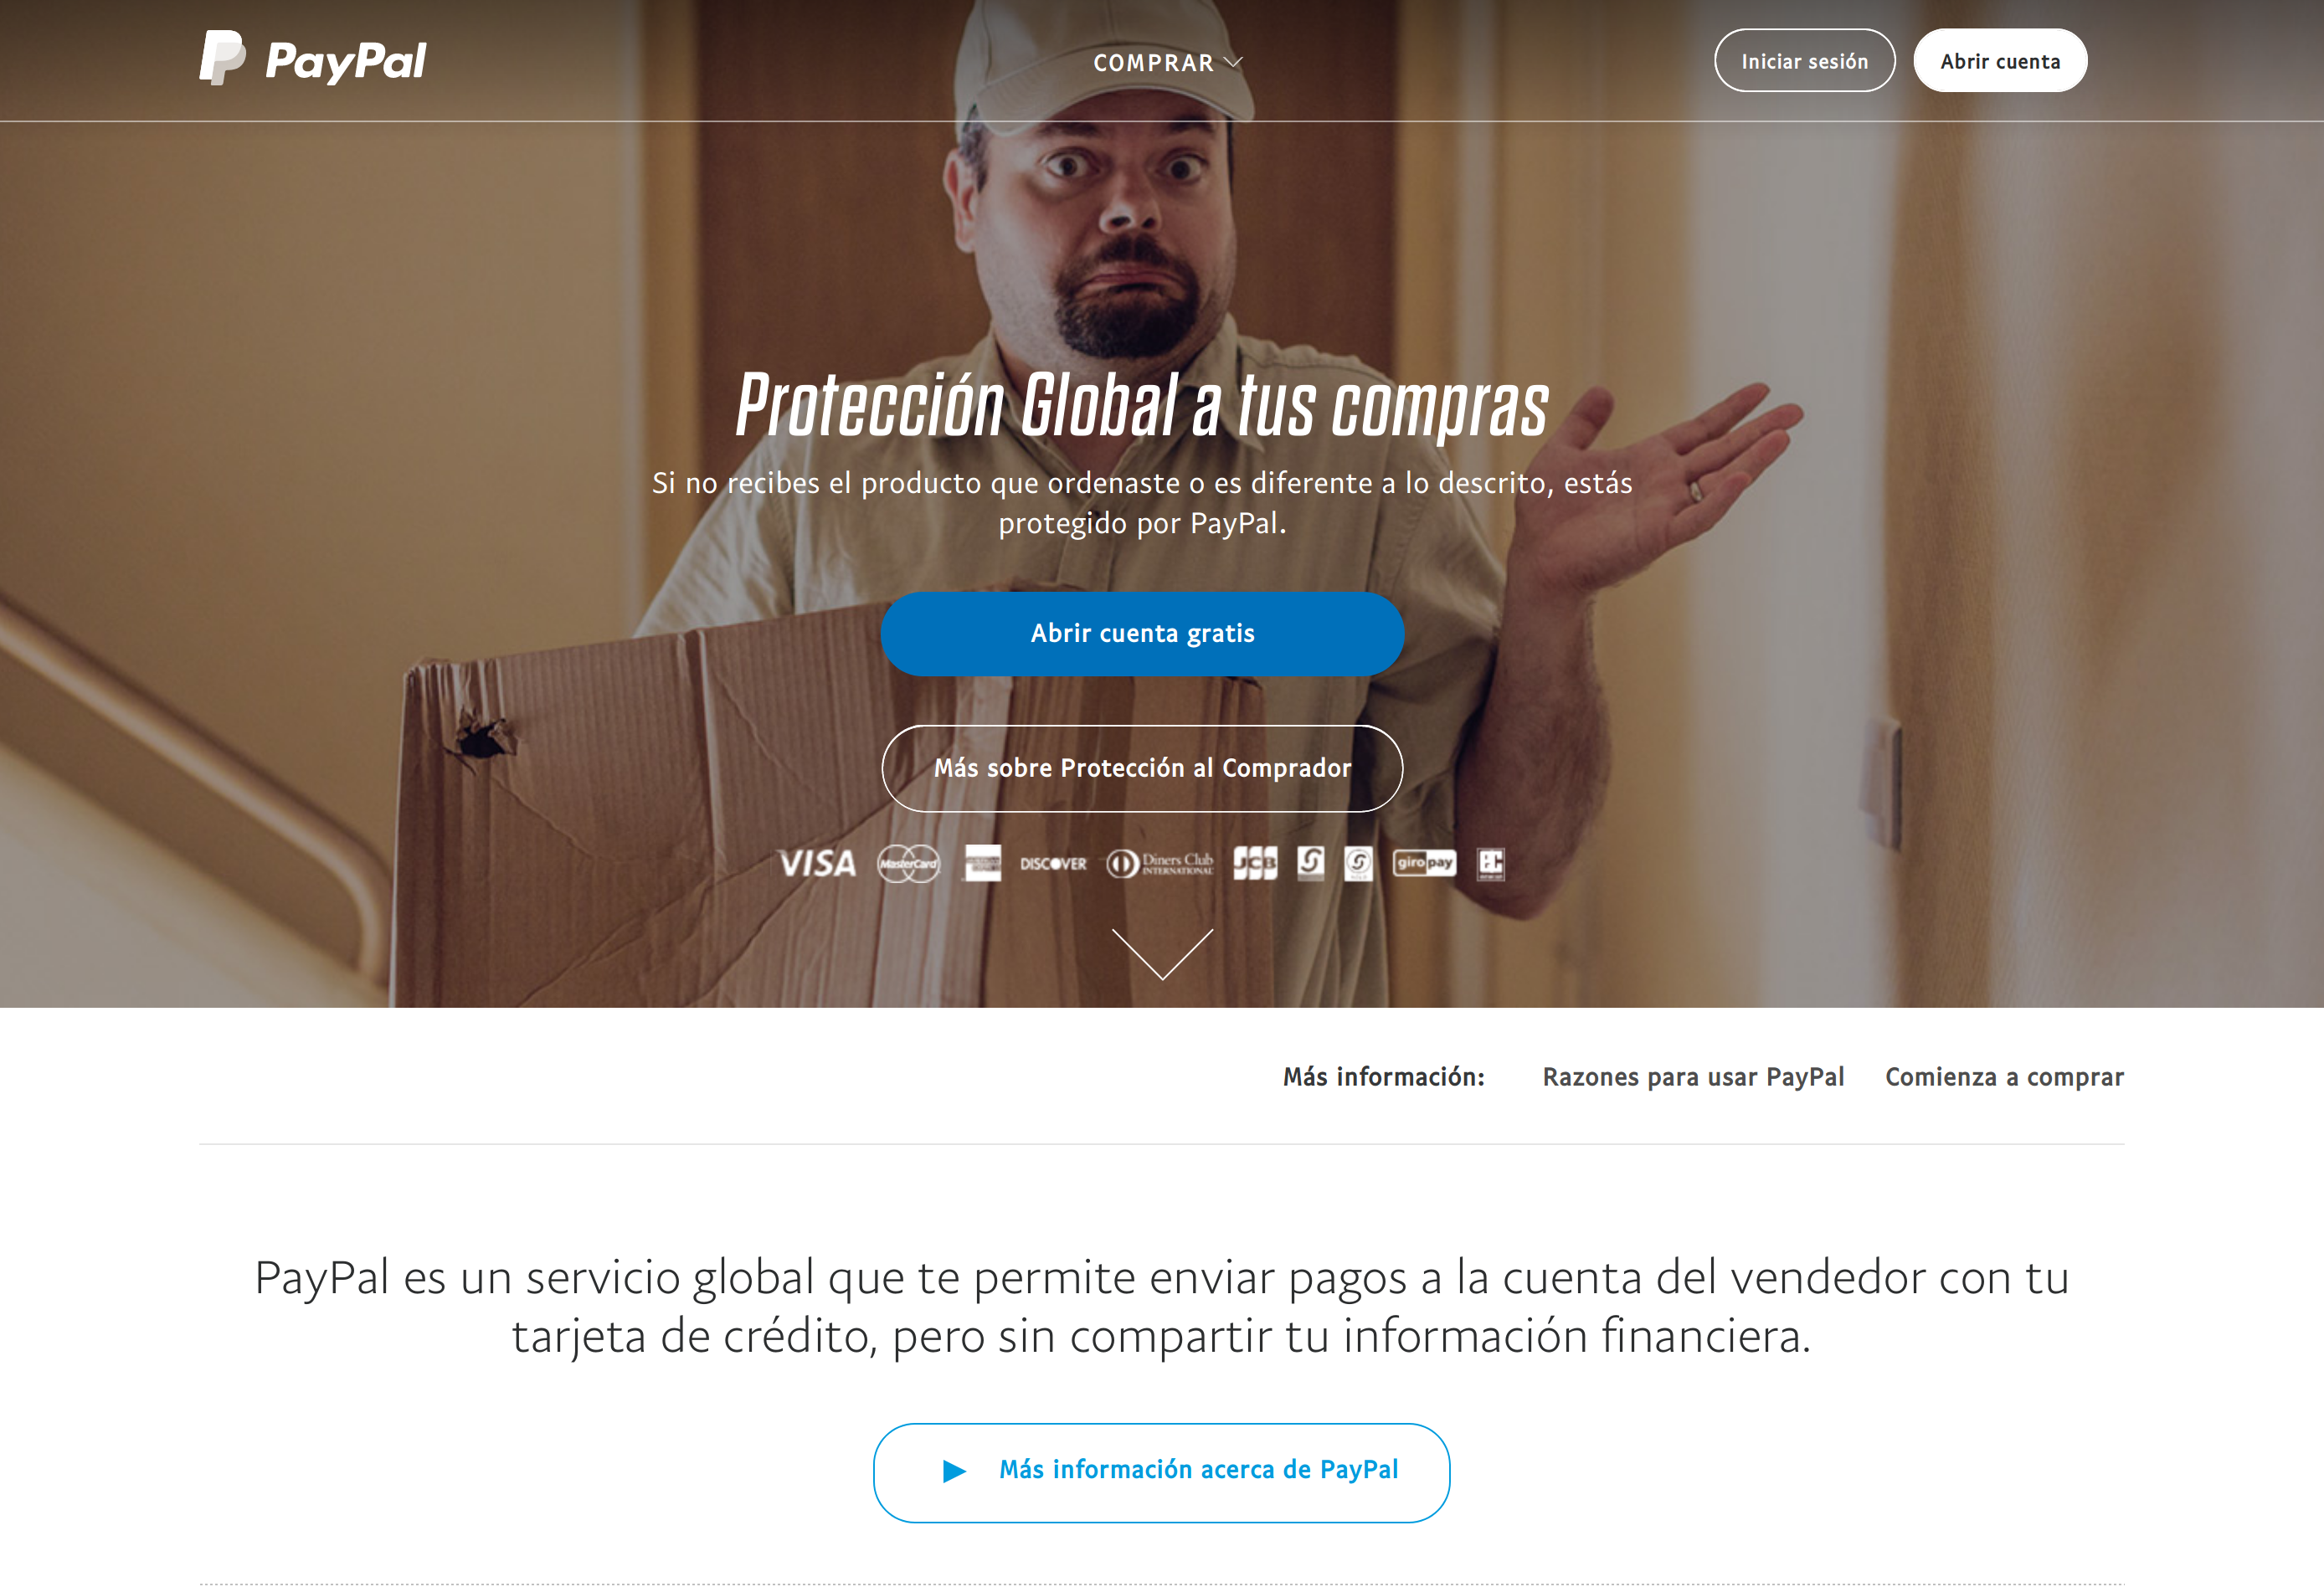 PayPal
COMPRAR
Iniciar sesión
Abrir cuenta
Protección Global a tus compras
Si no recibes el producto que ordenaste o es diferente a lo descrito, estás
protegido por PayPal.
Abrir cuenta gratis
Más sobre Protección al Comprador
VISA MasterCard DISCOVER Diners Club INTERNATIONAL JCB giropay
Más información: Razones para usar PayPal Comienza a comprar
PayPal es un servicio global que te permite enviar pagos a la cuenta del vendedor con tu
tarjeta de crédito, pero sin compartir tu información financiera.
Más información acerca de PayPal